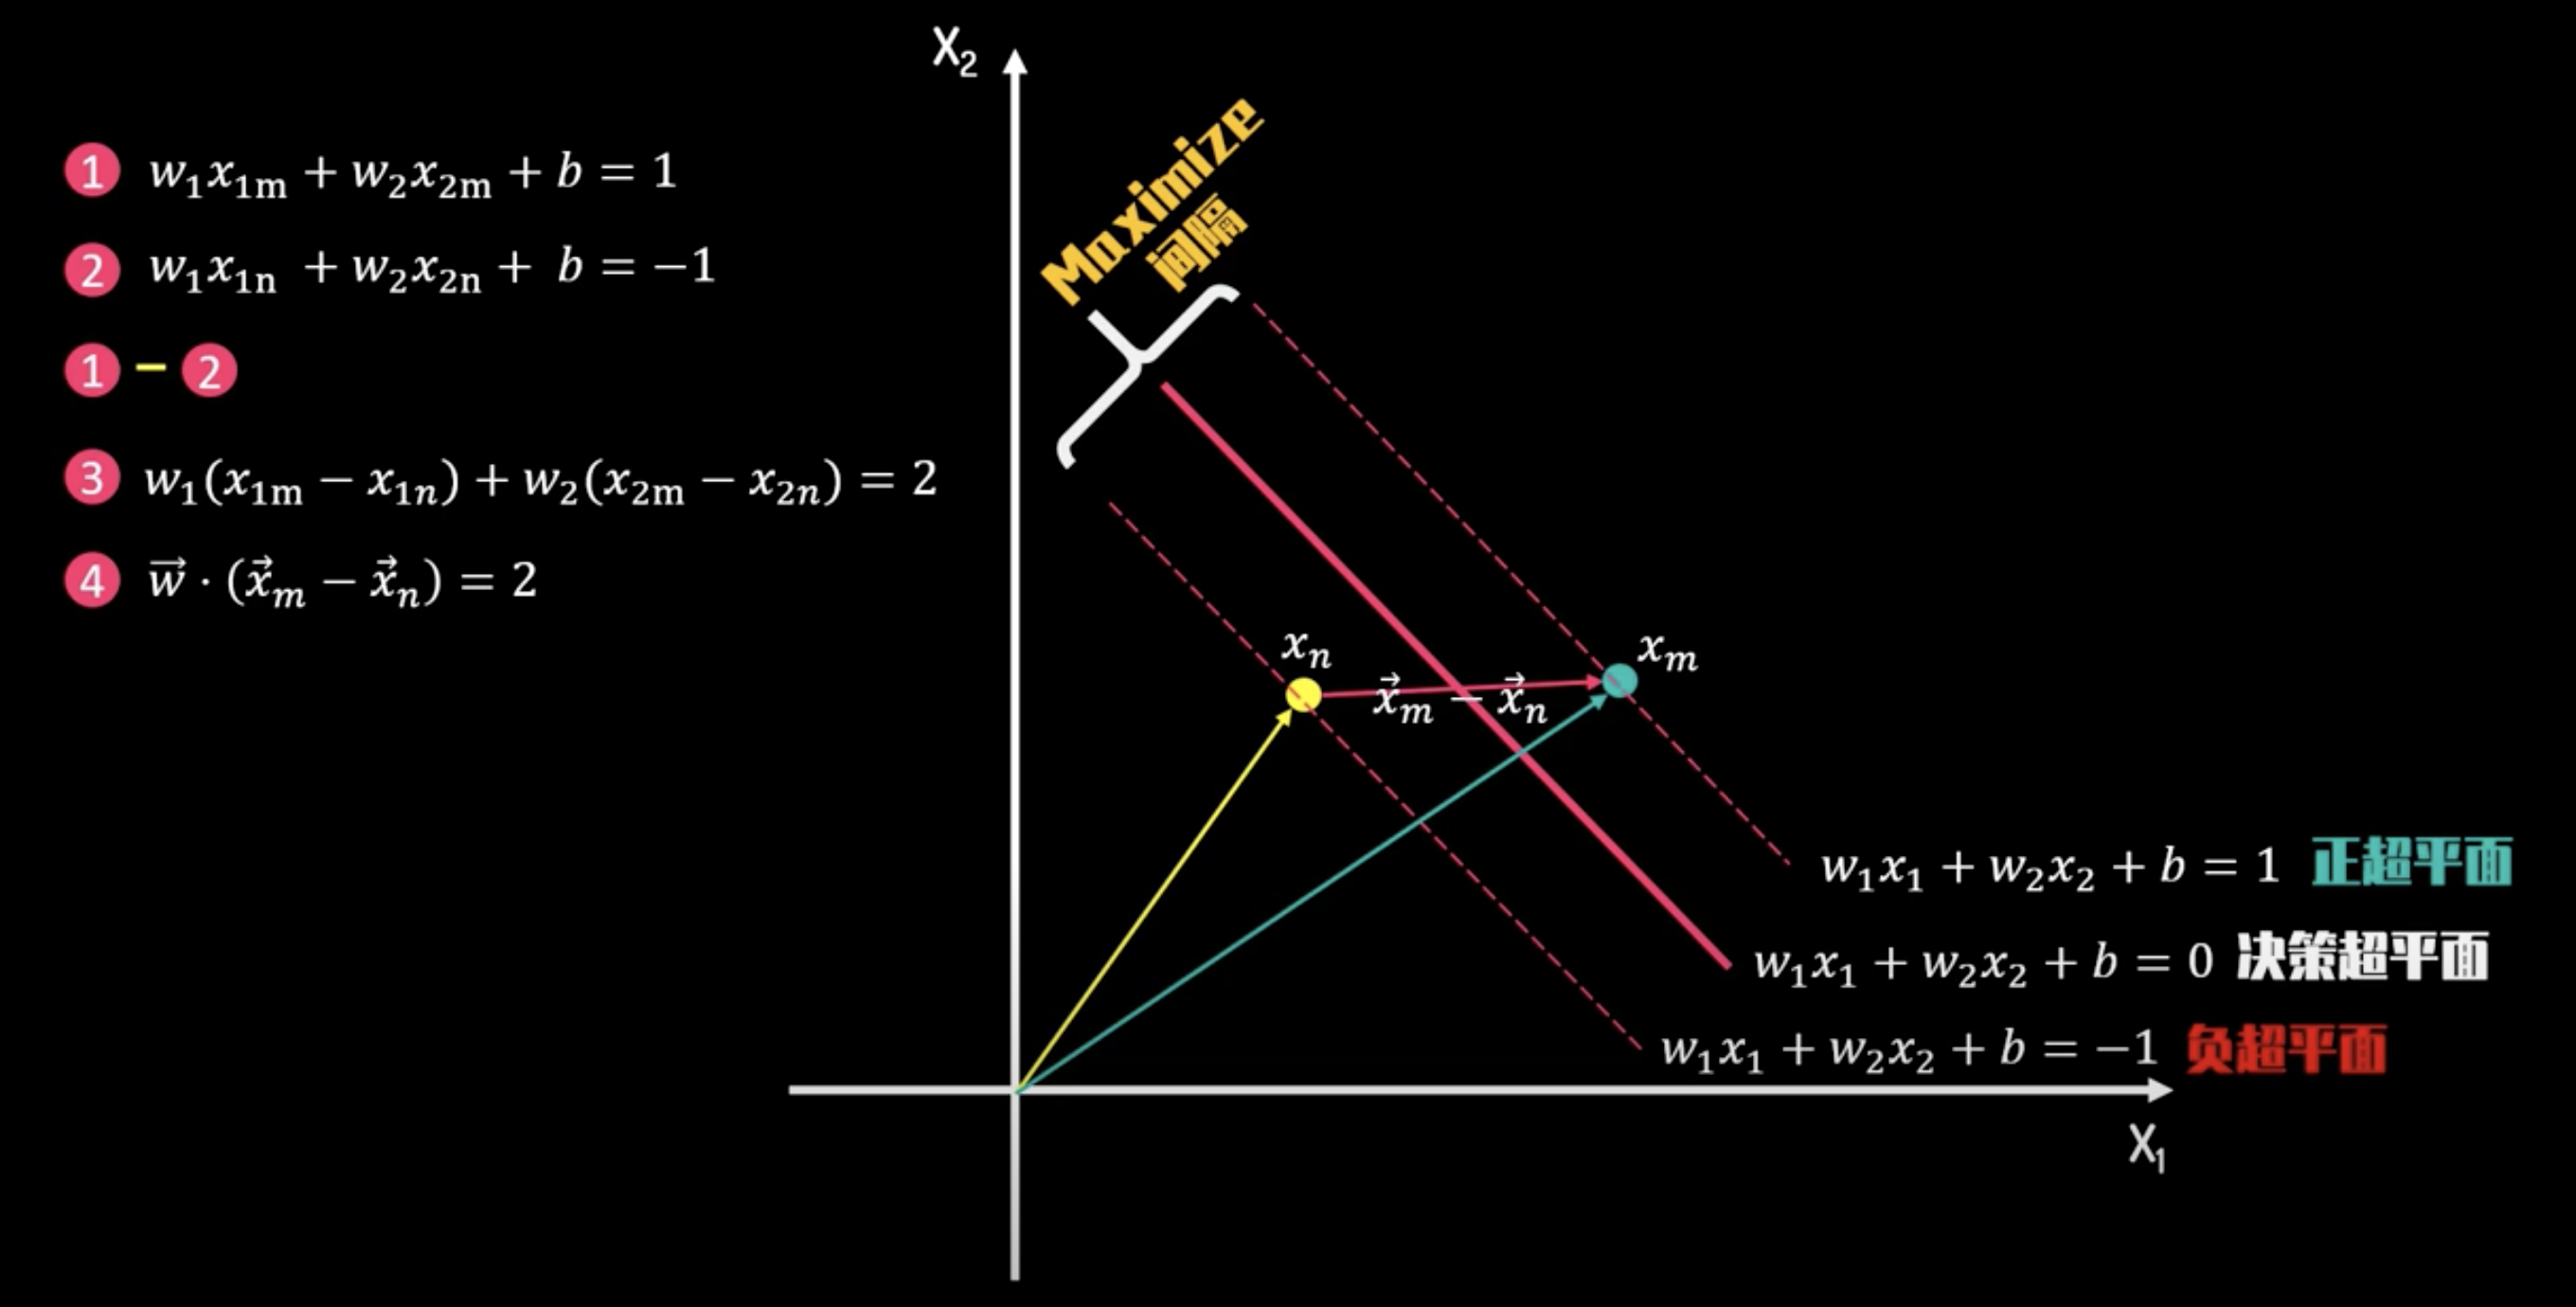 ① w₁x₁ₘ + w₂x₂ₘ + b = 1
② w₁x₁ₙ + w₂x₂ₙ + b = −1
① − ②
③ w₁(x₁ₘ − x₁ₙ) + w₂(x₂ₘ − x₂ₙ) = 2
④ w⃗ · (x⃗ₘ − x⃗ₙ) = 2
X₂
Maximize
间隔
xₙ
xₘ
x⃗ₘ − x⃗ₙ
w₁x₁ + w₂x₂ + b = 1 正超平面
w₁x₁ + w₂x₂ + b = 0 决策超平面
w₁x₁ + w₂x₂ + b = −1 负超平面
X₁